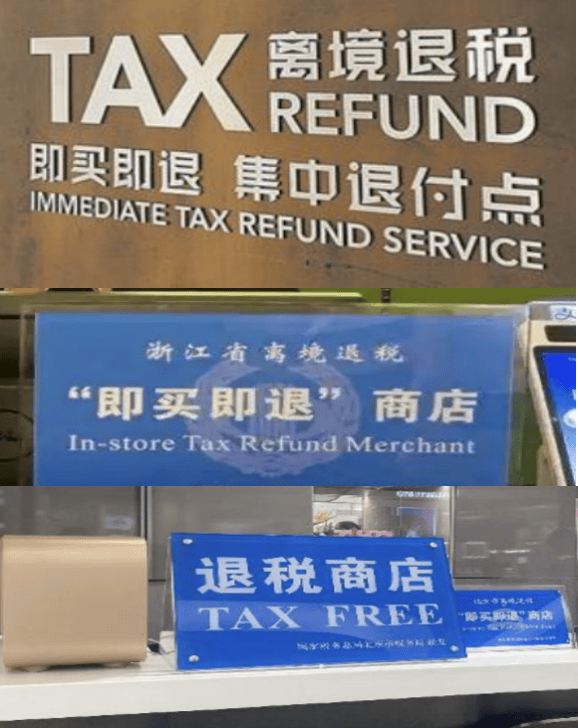 TAX 离境退税
REFUND
即买即退 集中退付点
IMMEDIATE TAX REFUND SERVICE
浙江省离境退税
“即买即退”商店
In-store Tax Refund Merchant
退税商店
TAX FREE
“即买即退”商店